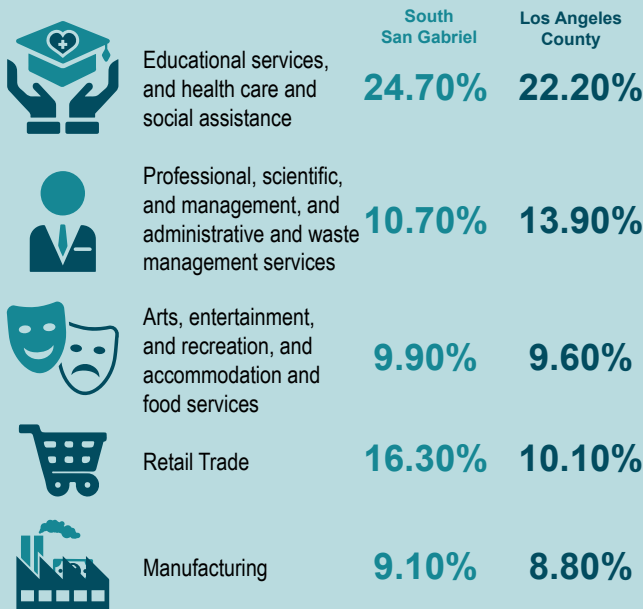 South
San Gabriel
Los Angeles
County
Educational services,
and health care and
social assistance
24.70%
22.20%
Professional, scientific,
and management, and
administrative and waste
management services
10.70%
13.90%
Arts, entertainment,
and recreation, and
accommodation and
food services
9.90%
9.60%
Retail Trade
16.30%
10.10%
Manufacturing
9.10%
8.80%